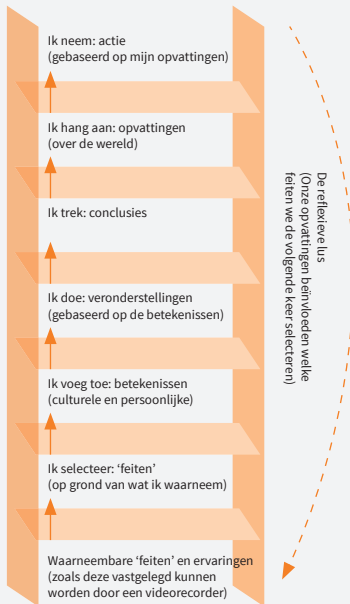 Ik neem: actie
(gebaseerd op mijn opvattingen)
Ik hang aan: opvattingen
(over de wereld)
Ik trek: conclusies
Ik doe: veronderstellingen
(gebaseerd op de betekenissen)
Ik voeg toe: betekenissen
(culturele en persoonlijke)
Ik selecteer: ‘feiten’
(op grond van wat ik waarneem)
Waarneembare ‘feiten’ en ervaringen
(zoals deze vastgelegd kunnen
worden door een videorecorder)
De reflexieve lus
(Onze opvattingen beïnvloeden welke
feiten we de volgende keer selecteren)